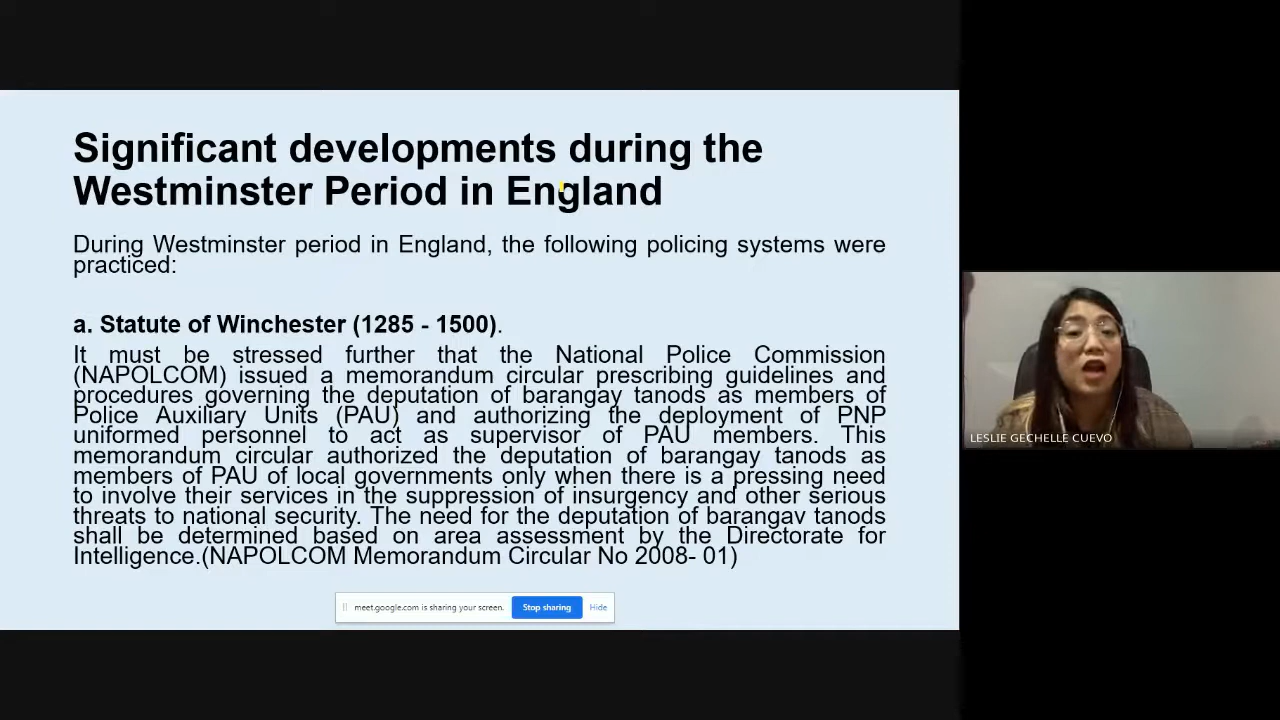 Significant developments during the
Westminster Period in England
During Westminster period in England, the following policing systems were
practiced:
a. Statute of Winchester (1285 - 1500).
It must be stressed further that the National Police Commission
(NAPOLCOM) issued a memorandum circular prescribing guidelines and
procedures governing the deputation of barangay tanods as members of
Police Auxiliary Units (PAU) and authorizing the deployment of PNP
uniformed personnel to act as supervisor of PAU members. This
memorandum circular authorized the deputation of barangay tanods as
members of PAU of local governments only when there is a pressing need
to involve their services in the suppression of insurgency and other serious
threats to national security. The need for the deputation of barangay tanods
shall be determined based on area assessment by the Directorate for
Intelligence.(NAPOLCOM Memorandum Circular No 2008- 01)
meet.google.com is sharing your screen. Stop sharing Hide
LESLIE GECHELLE CUEVO